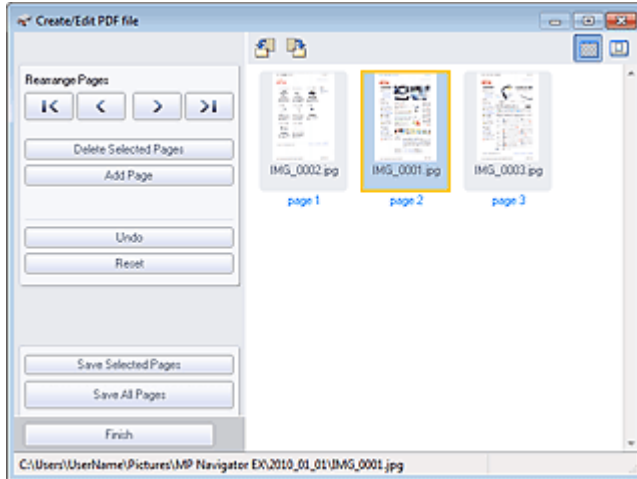 Create/Edit PDF file
Rearrange Pages
Delete Selected Pages
Add Page
Undo
Reset
Save Selected Pages
Save All Pages
Finish
IMG_0002.jpg
IMG_0001.jpg
IMG_0003.jpg
page 1
page 2
page 3
C:\Users\UserName\Pictures\MP Navigator EX\2010_01_01\IMG_0001.jpg